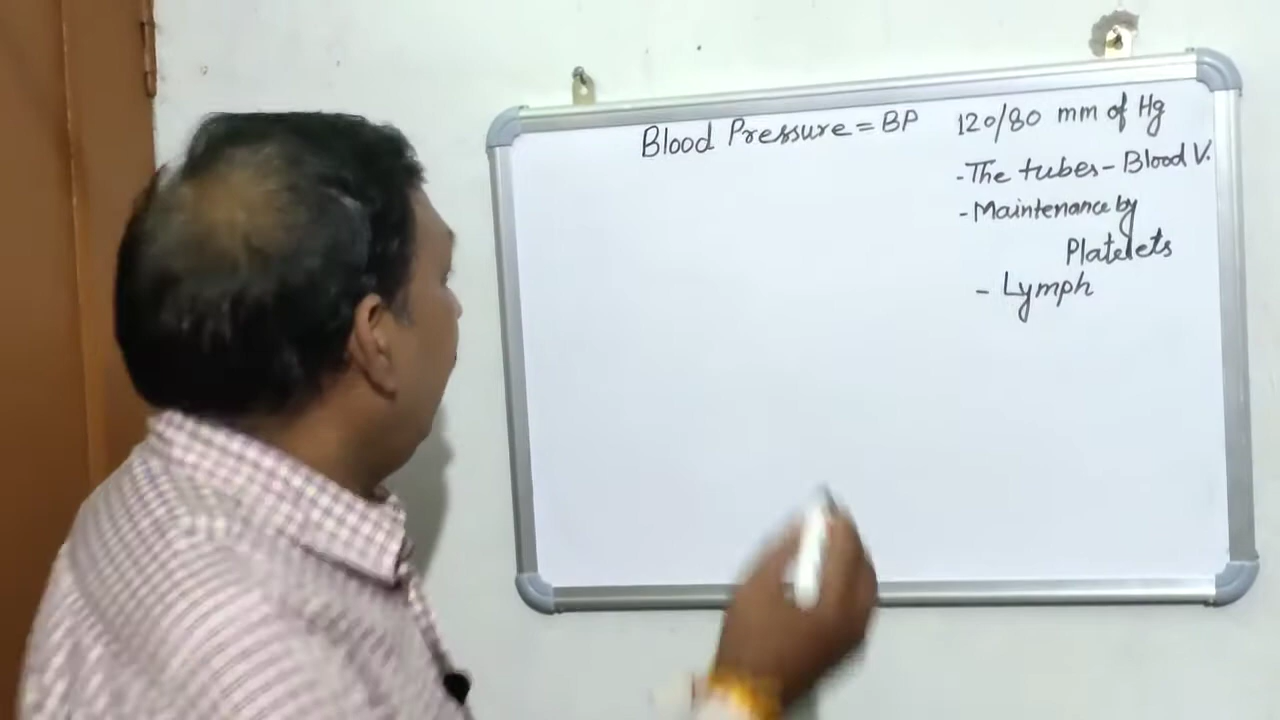 Blood Pressure = BP 120/80 mm of Hg
- The tubes - Blood V.
- Maintenance by
Platelets
- Lymph